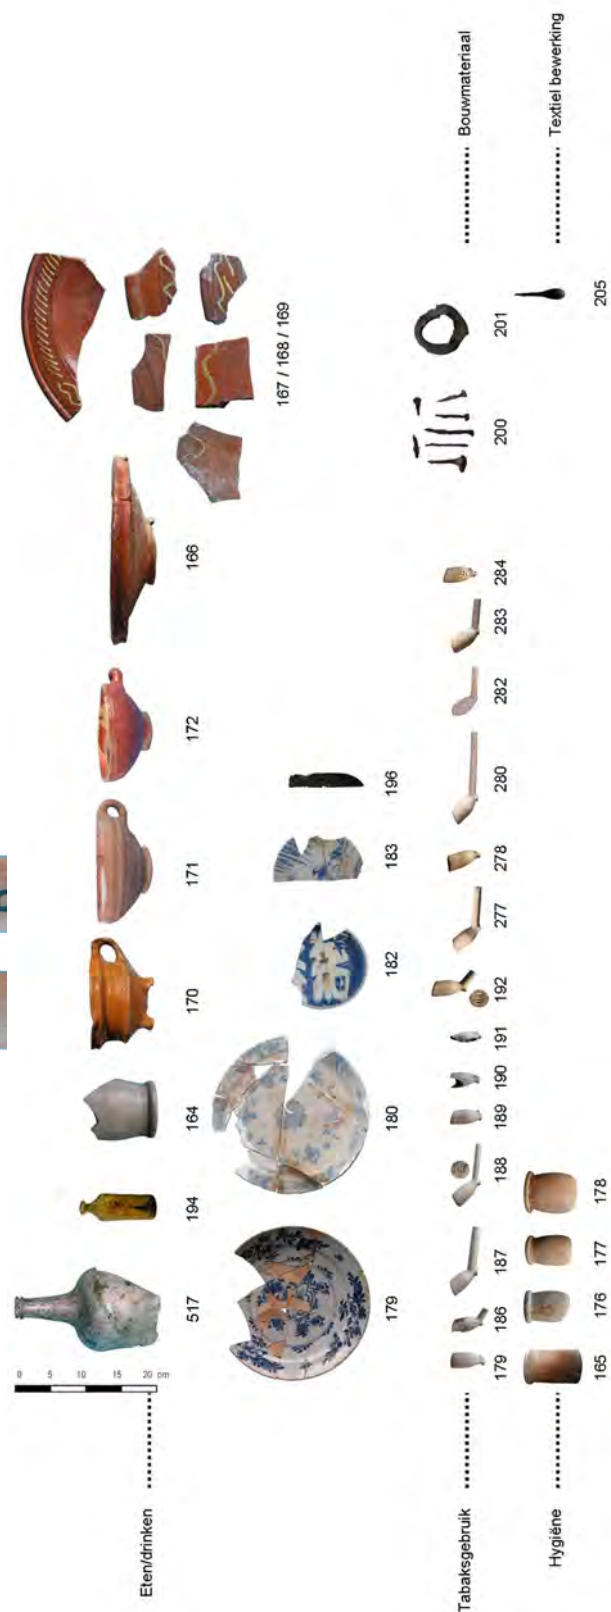 0 5 10 15 20 cm
Eten/drinken
517 194 164 170 171 172 166 167 / 168 / 169
179 180 182 183 196
Tabaksgebruik
179 186 187 188 189 190 191 192 277 278 280 282 283 284
200 201
Bouwmateriaal
Hygiëne
165 176 177 178
205
Textiel bewerking